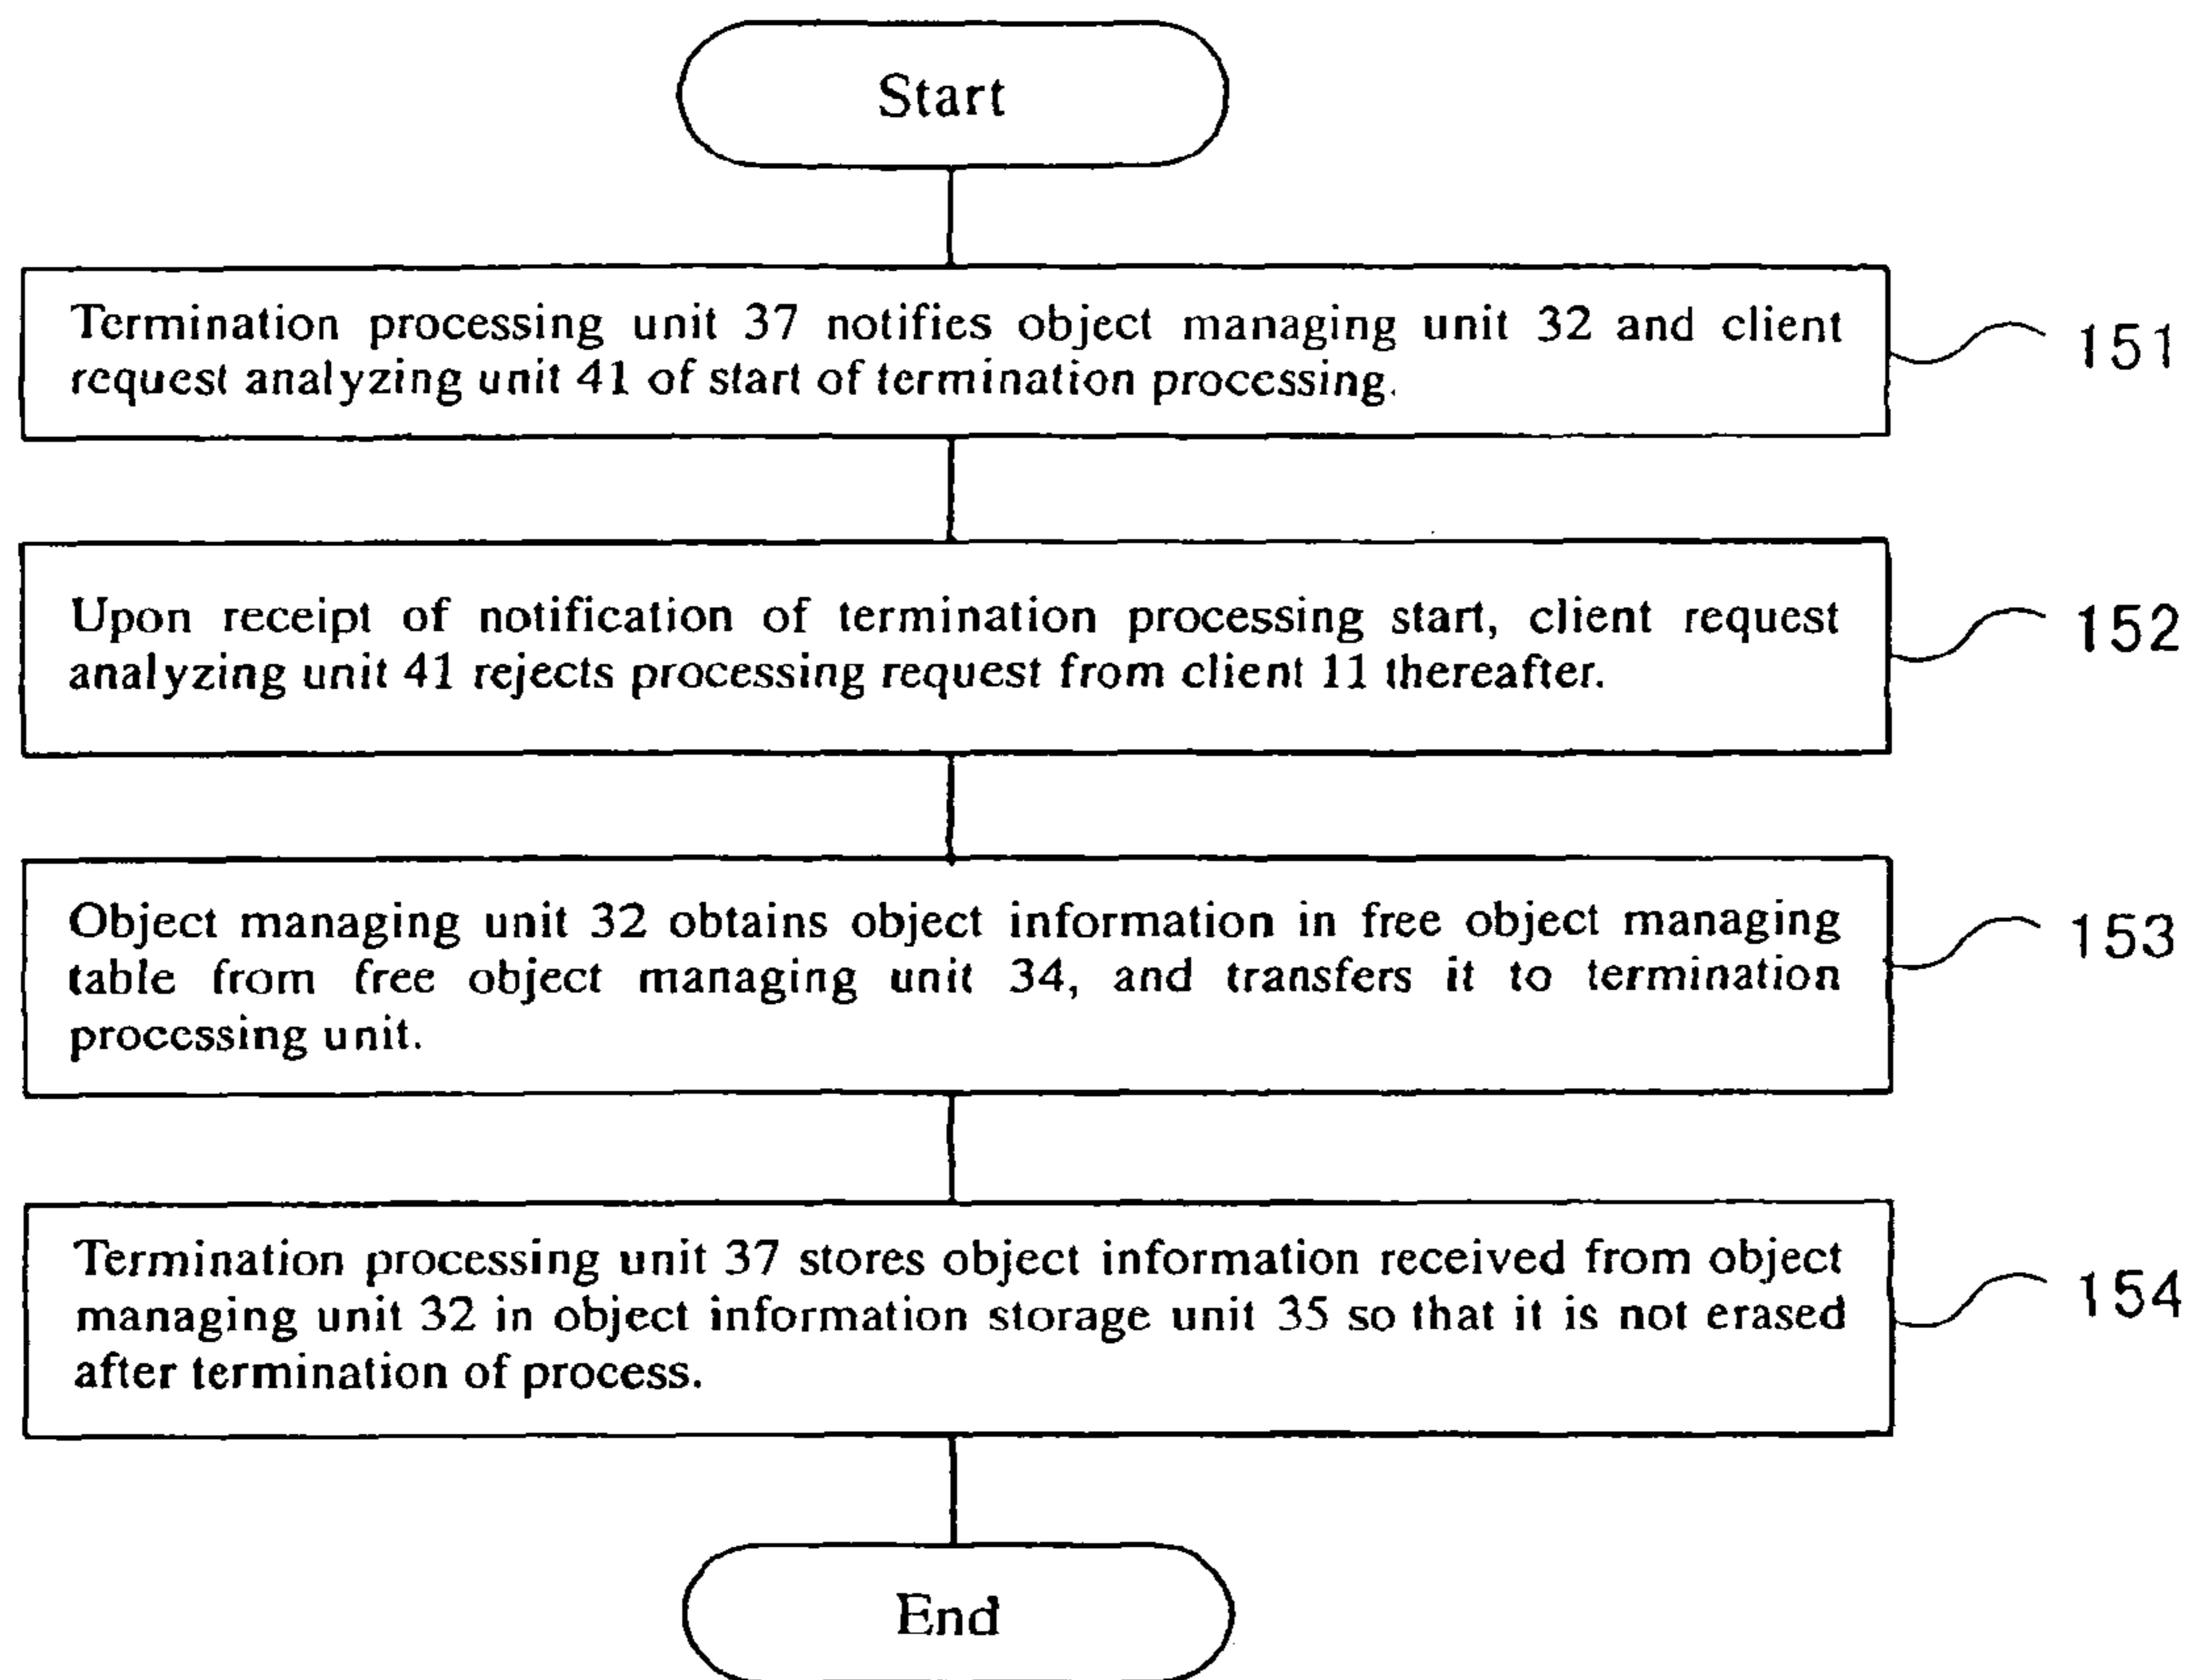 Start
Termination processing unit 37 notifies object managing unit 32 and client
request analyzing unit 41 of start of termination processing.
151
Upon receipt of notification of termination processing start, client request
analyzing unit 41 rejects processing request from client 11 thereafter.
152
Object managing unit 32 obtains object information in free object managing
table from free object managing unit 34, and transfers it to termination
processing unit.
153
Termination processing unit 37 stores object information received from object
managing unit 32 in object information storage unit 35 so that it is not erased
after termination of process.
154
End